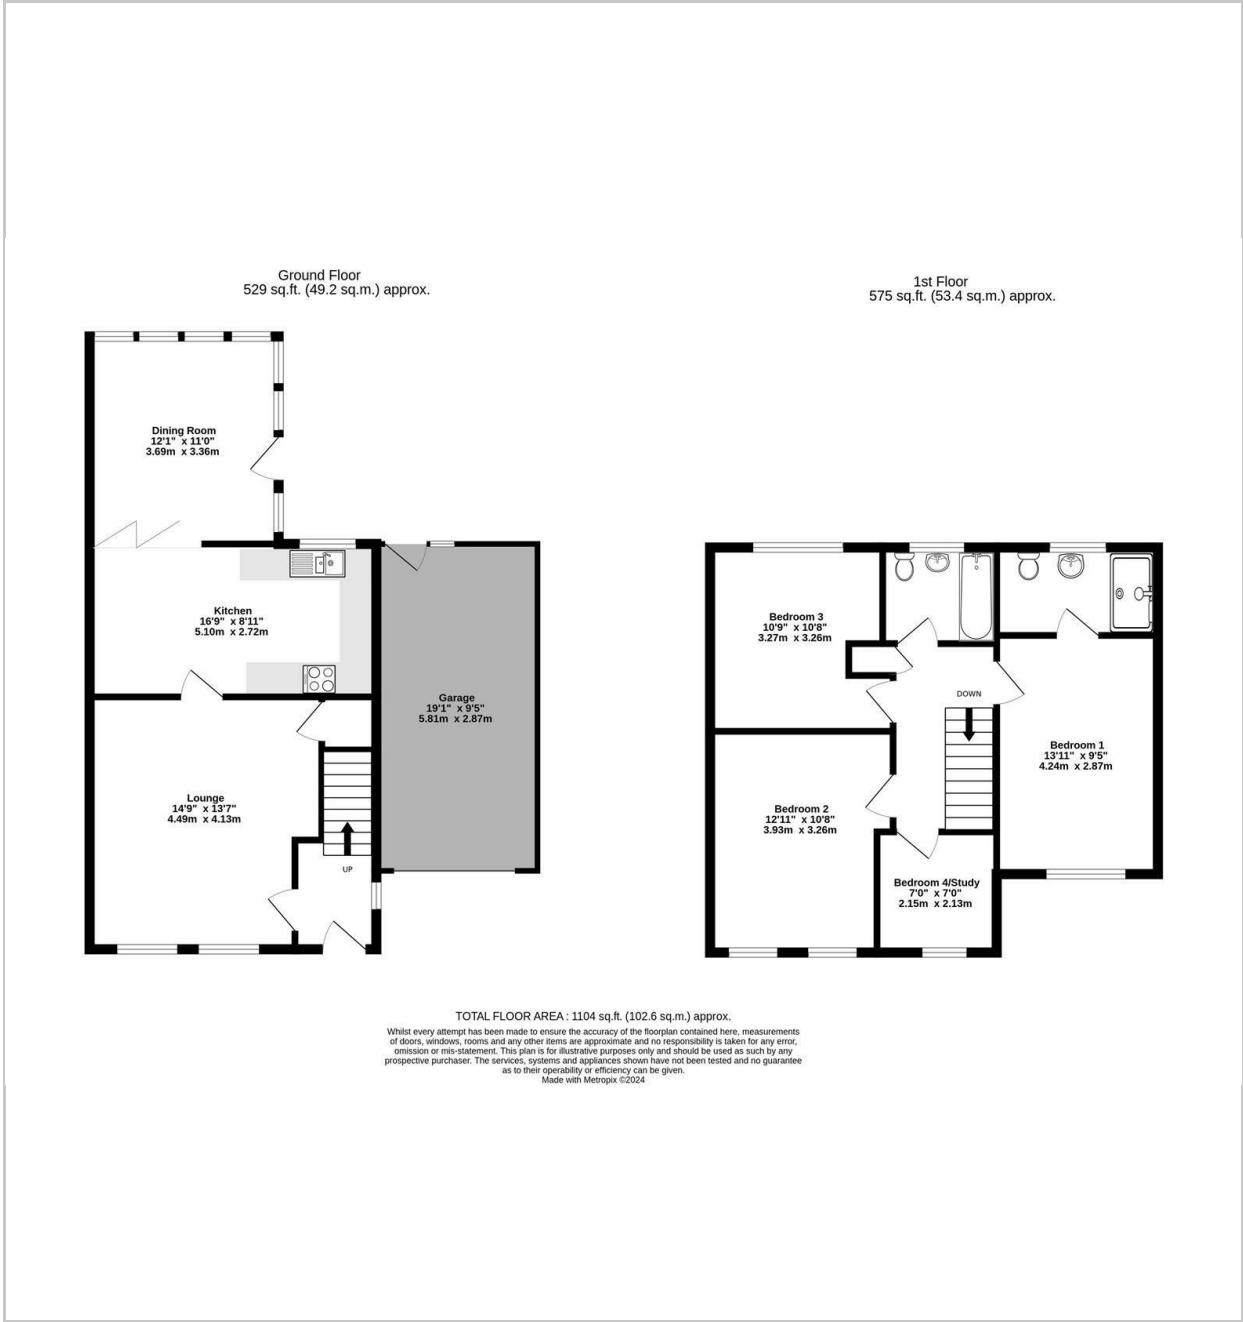 Ground Floor
529 sq.ft. (49.2 sq.m.) approx.
1st Floor
575 sq.ft. (53.4 sq.m.) approx.
Dining Room
12'1" x 11'0"
3.69m x 3.36m
Kitchen
16'9" x 8'11"
5.10m x 2.72m
Garage
19'1" x 9'5"
5.81m x 2.87m
Lounge
14'9" x 13'7"
4.49m x 4.13m
UP
Bedroom 3
10'9" x 10'8"
3.27m x 3.26m
DOWN
Bedroom 1
13'11" x 9'5"
4.24m x 2.87m
Bedroom 2
12'11" x 10'8"
3.93m x 3.26m
Bedroom 4/Study
7'0" x 7'0"
2.15m x 2.13m
TOTAL FLOOR AREA : 1104 sq.ft. (102.6 sq.m.) approx.
Whilst every attempt has been made to ensure the accuracy of the floorplan contained here, measurements
of doors, windows, rooms and any other items are approximate and no responsibility is taken for any error,
omission or mis-statement. This plan is for illustrative purposes only and should be used as such by any
prospective purchaser. The services, systems and appliances shown have not been tested and no guarantee
as to their operability or efficiency can be given.
Made with Metropix ©2024